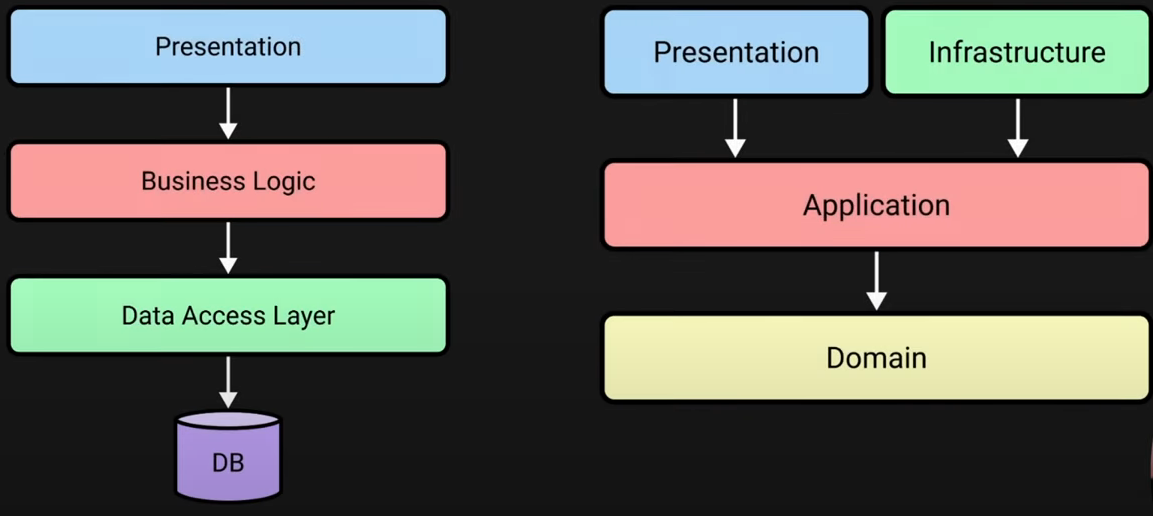 Presentation
Business Logic
Data Access Layer
DB
Presentation
Infrastructure
Application
Domain